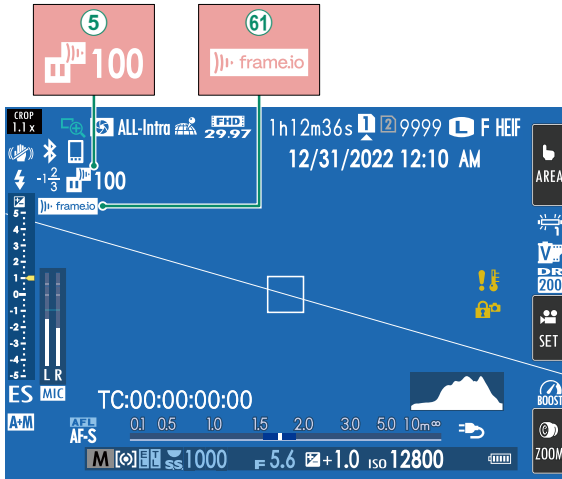 5
61
100
frame.io
CROP
1.1 x
ALL-Intra
FHD
29.97
1h12m36s 1 2 9999 L F HEIF
12/31/2022 12:10 AM
AREA
-1 2/3
100
frame.io
5
4
3
2
1
0
-1
-2
-3
-4
-5
1
V
DR
200
SET
L R
ES MIC
TC:00:00:00:00
BOOST
A+M
AFL
AF-S
0.1 0.5 1.0 1.5 2.0 3.0 5.0 10m ∞
ZOOM
M E L SS 1000 F 5.6 +1.0 ISO 12800